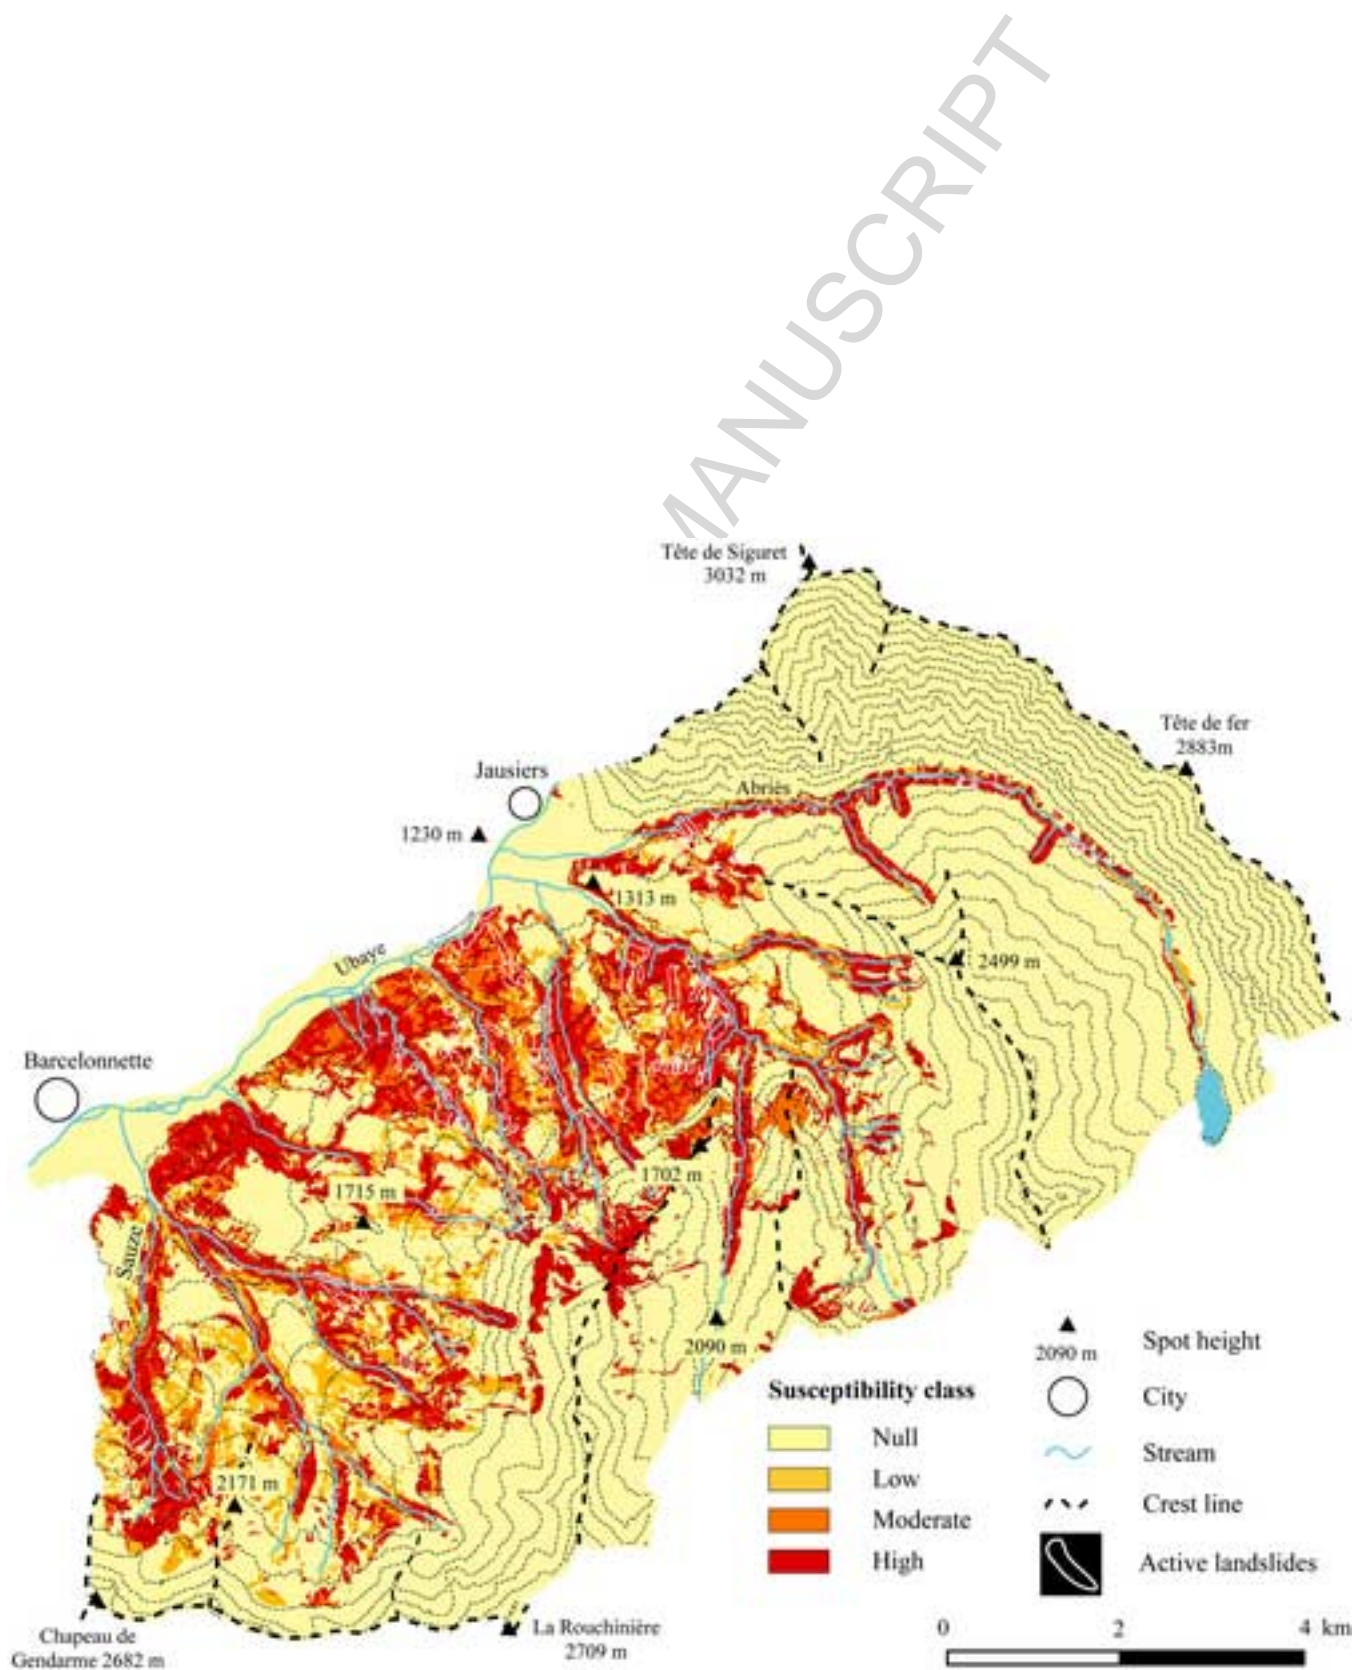 MANUSCRIPT
Tête de Siguret
3032 m
Tête de fer
2883m
Jausiers
Abriès
1230 m
1313 m
Ubaye
2499 m
Barcelonnette
1702 m
1715 m
Sauze
2090 m
2171 m
Chapeau de
Gendarme 2682 m
La Rouchinière
2709 m
Susceptibility class
Null
Low
Moderate
High
2090 m
Spot height
City
Stream
Crest line
Active landslides
0 2 4 km